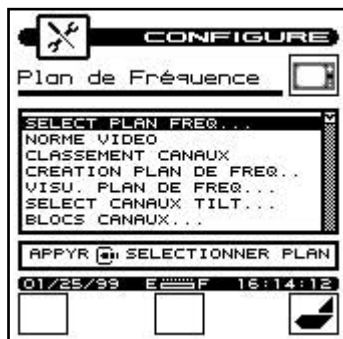 CONFIGURE
Plan de Fréquence
SELECT PLAN FREQ...
NORME VIDEO
CLASSEMENT CANAUX
CREATION PLAN DE FREQ..
VISU. PLAN DE FREQ...
SELECT CANAUX TILT...
BLOCS CANAUX...
APPYR SELECTIONNER PLAN
01/25/99 E F 16:14:12